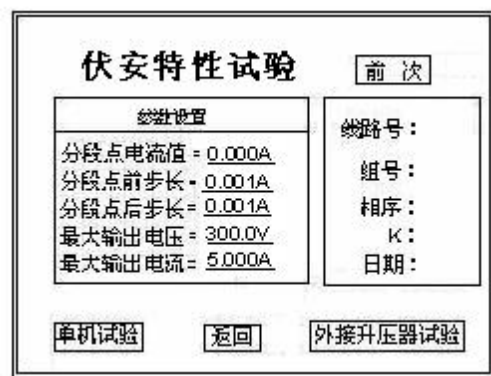 伏安特性试验
前 次
参数设置
分段点电流值=0.000A
分段点前步长=0.001A
分段点后步长=0.001A
最大输出电压=300.0V
最大输出电流=5.000A
线路号：
组号：
相序：
K：
日期：
单机试验
返回
外接升压器试验